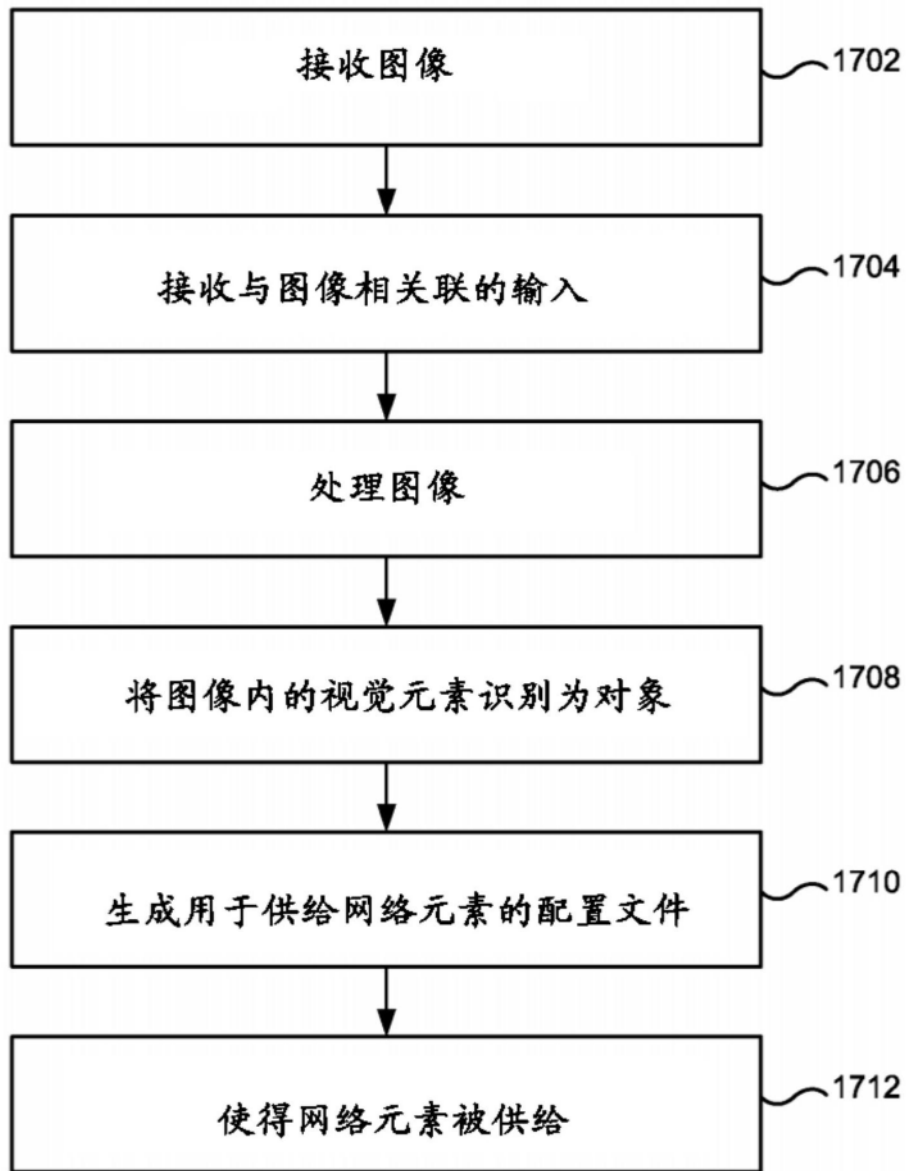 接收图像
1702
接收与图像相关联的输入
1704
处理图像
1706
将图像内的视觉元素识别为对象
1708
生成用于供给网络元素的配置文件
1710
使得网络元素被供给
1712